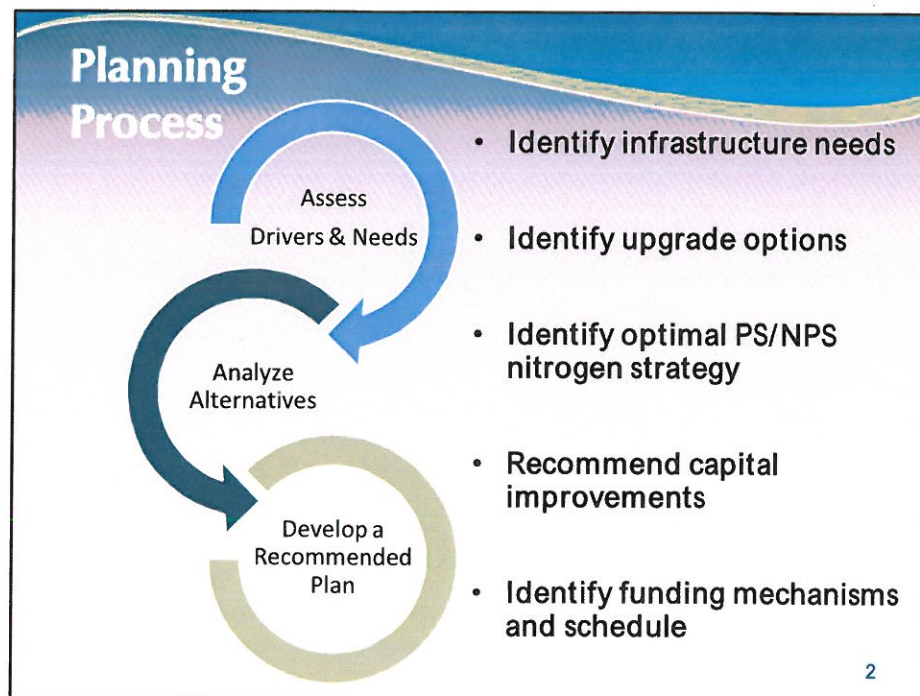 Planning
Process
Assess
Drivers & Needs
Analyze
Alternatives
Develop a
Recommended
Plan
• Identify infrastructure needs
• Identify upgrade options
• Identify optimal PS/NPS
nitrogen strategy
• Recommend capital
improvements
• Identify funding mechanisms
and schedule
2